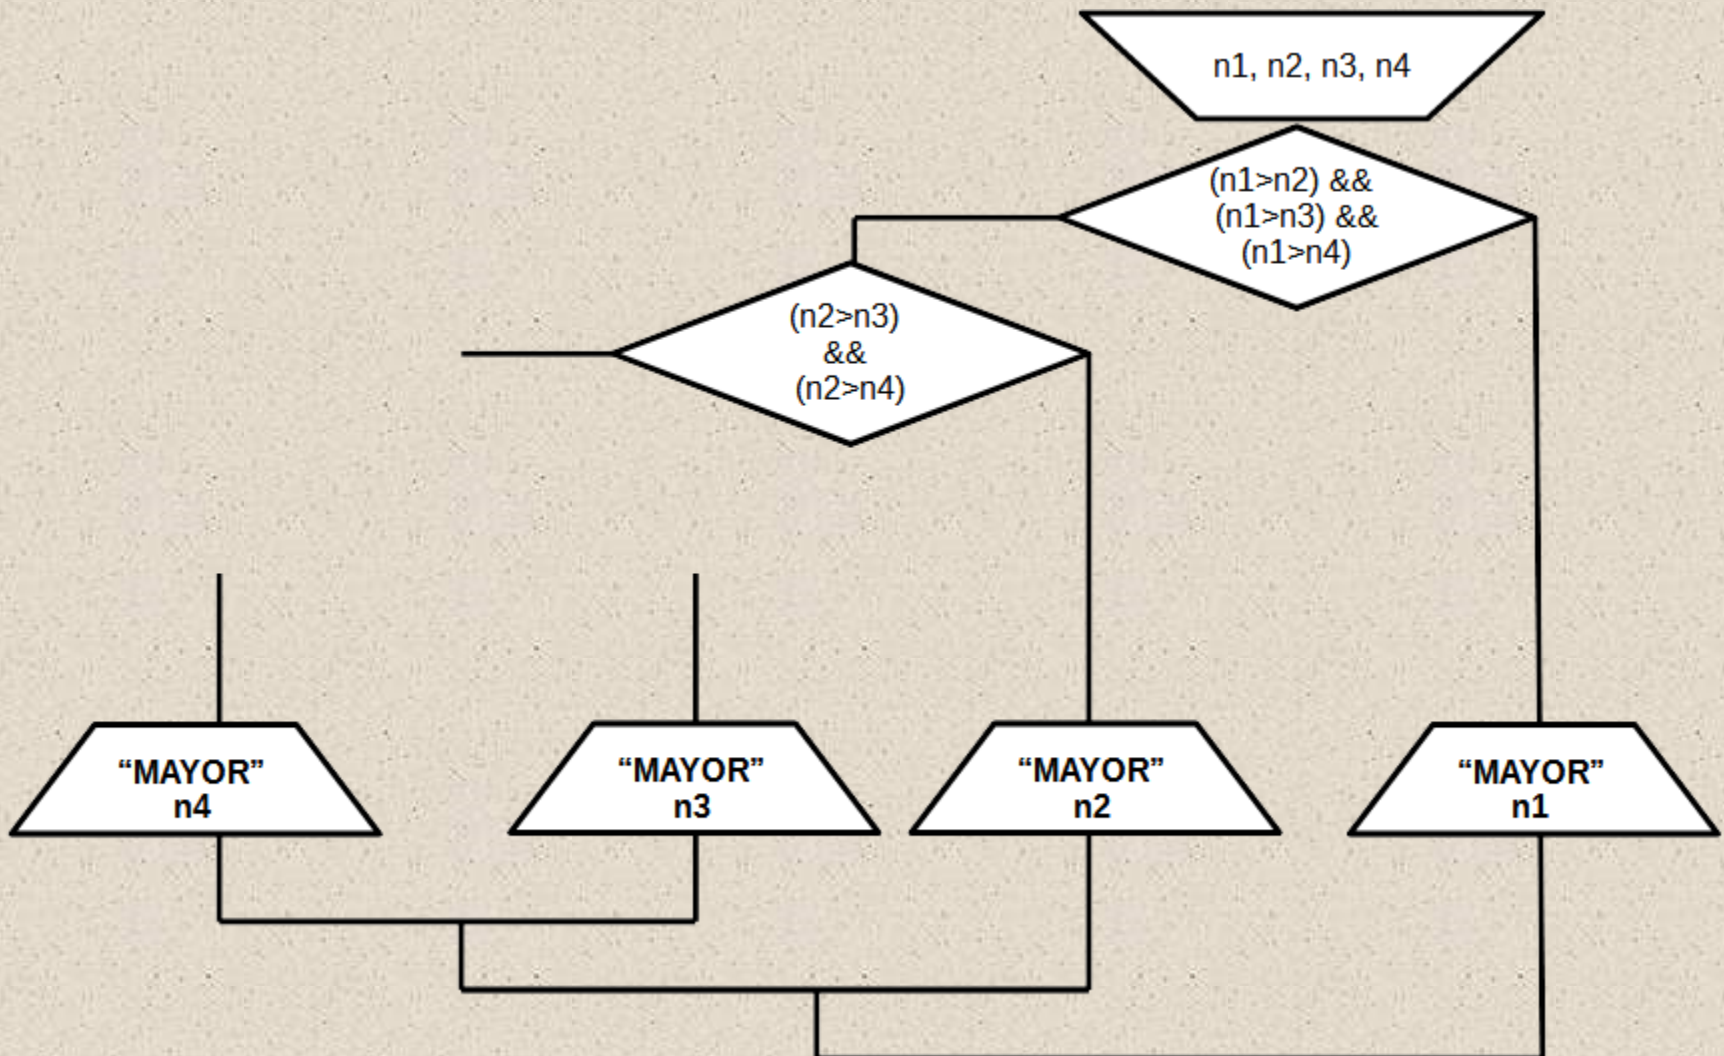 n1, n2, n3, n4
(n1>n2) &&
(n1>n3) &&
(n1>n4)
(n2>n3)
&&
(n2>n4)
“MAYOR”
n4
“MAYOR”
n3
“MAYOR”
n2
“MAYOR”
n1